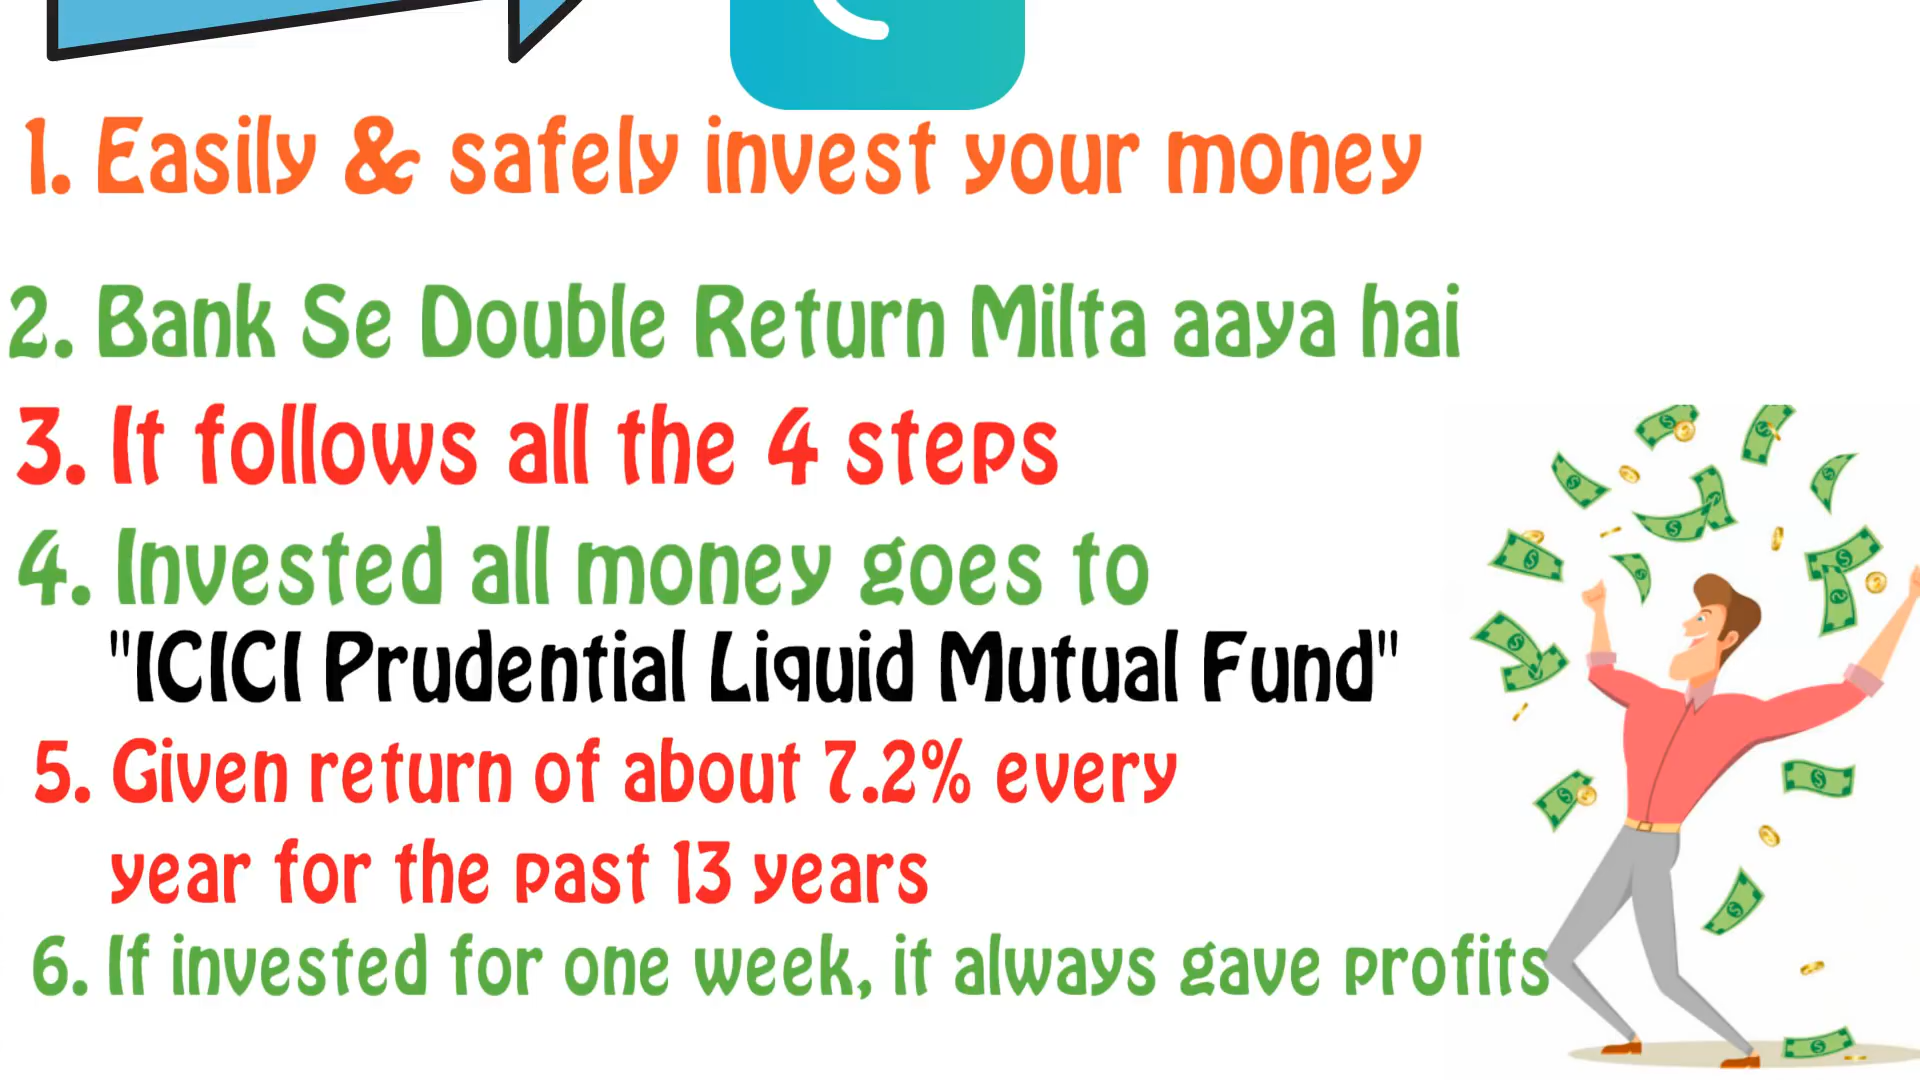 1. Easily & safely invest your money
2. Bank Se Double Return Milta aaya hai
3. It follows all the 4 steps
4. Invested all money goes to
"ICICI Prudential Liquid Mutual Fund"
5. Given return of about 7.2% every
year for the past 13 years
6. If invested for one week, it always gave profits